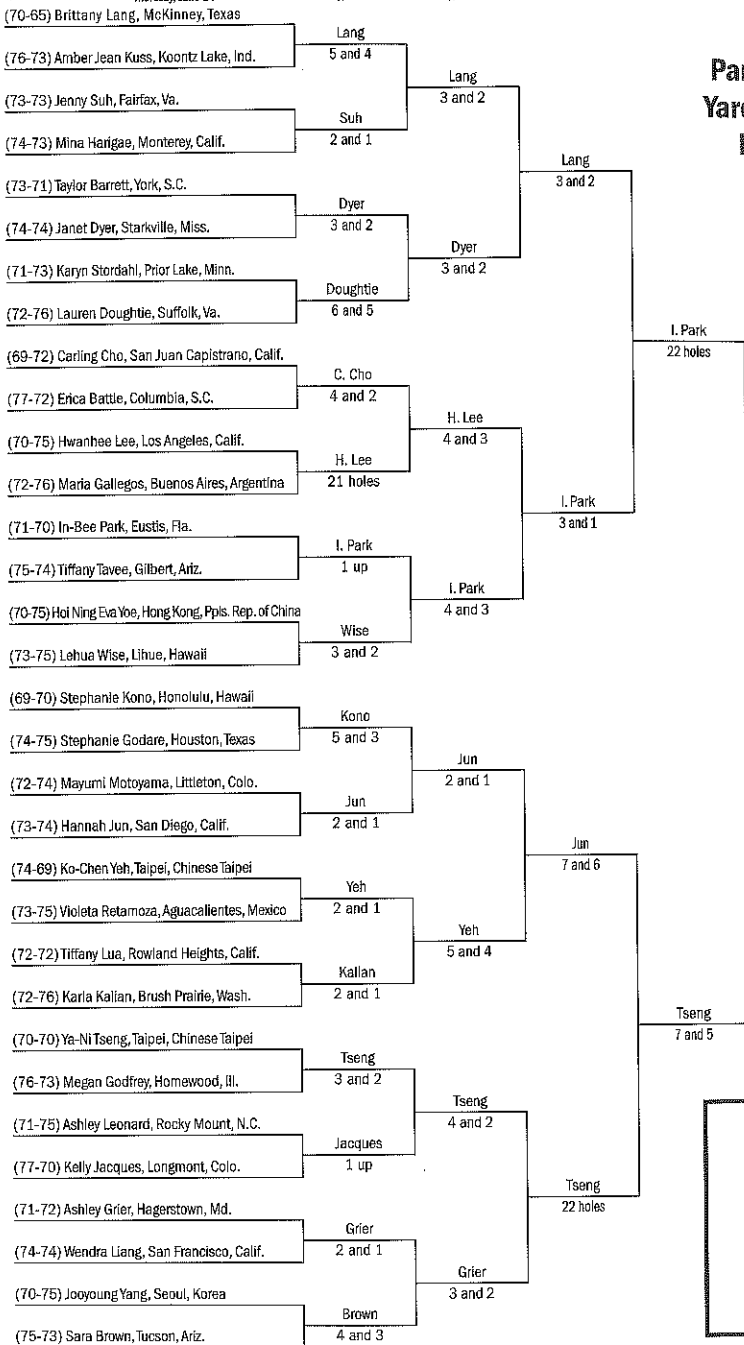 (70-65) Brittany Lang, McKinney, Texas
(76-73) Amber Jean Kuss, Koontz Lake, Ind.
(73-73) Jenny Suh, Fairfax, Va.
(74-73) Mina Harigae, Monterey, Calif.
(73-71) Taylor Barrett, York, S.C.
(74-74) Janet Dyer, Starkville, Miss.
(71-73) Karyn Stordahl, Prior Lake, Minn.
(72-76) Lauren Doughtie, Suffolk, Va.
(69-72) Carling Cho, San Juan Capistrano, Calif.
(77-72) Erica Battle, Columbia, S.C.
(70-75) Hwanhee Lee, Los Angeles, Calif.
(72-76) Maria Gallegos, Buenos Aires, Argentina
(71-70) In-Bee Park, Eustis, Fla.
(75-74) Tiffany Tavee, Gilbert, Ariz.
(70-75) Hoi Ning Eva Yoe, Hong Kong, Ppls. Rep. of China
(73-75) Lehua Wise, Lihue, Hawaii
(69-70) Stephanie Kono, Honolulu, Hawaii
(74-75) Stephanie Godare, Houston, Texas
(72-74) Mayumi Motoyama, Littleton, Colo.
(73-74) Hannah Jun, San Diego, Calif.
(74-69) Ko-Chen Yeh, Taipei, Chinese Taipei
(73-75) Violeta Retamoza, Aguacalientes, Mexico
(72-72) Tiffany Lua, Rowland Heights, Calif.
(72-76) Karla Kalian, Brush Prairie, Wash.
(70-70) Ya-Ni Tseng, Taipei, Chinese Taipei
(76-73) Megan Godfrey, Homewood, Ill.
(71-75) Ashley Leonard, Rocky Mount, N.C.
(77-70) Kelly Jacques, Longmont, Colo.
(71-72) Ashley Grier, Hagerstown, Md.
(74-74) Wendra Liang, San Francisco, Calif.
(70-75) Jooyoung Yang, Seoul, Korea
(75-73) Sara Brown, Tucson, Ariz.
Lang
5 and 4
Suh
2 and 1
Dyer
3 and 2
Doughtie
6 and 5
C. Cho
4 and 2
H. Lee
21 holes
I. Park
1 up
Wise
3 and 2
Kono
5 and 3
Jun
2 and 1
Yeh
2 and 1
Kallan
2 and 1
Tseng
3 and 2
Jacques
1 up
Grier
2 and 1
Brown
4 and 3
Lang
3 and 2
Dyer
3 and 2
H. Lee
4 and 3
I. Park
4 and 3
Jun
2 and 1
Yeh
5 and 4
Tseng
4 and 2
Grier
3 and 2
Lang
3 and 2
I. Park
3 and 1
Jun
7 and 6
Tseng
22 holes
I. Park
22 holes
Tseng
7 and 5